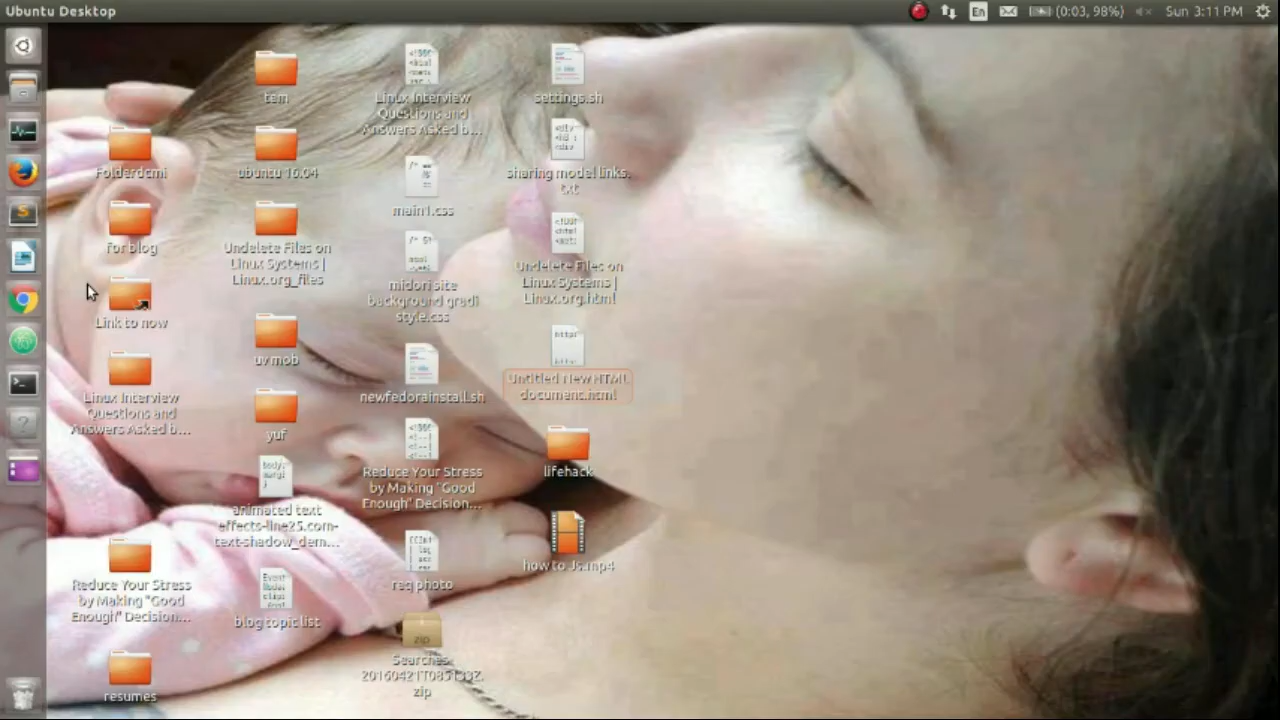 Ubuntu Desktop
En
(0:03, 98%)
Sun 3:11 PM
Folderdcmi
for blog
Link to now
Linux Interview
Questions and
Answers Asked b...
Reduce Your Stress
by Making "Good
Enough" Decision...
resumes
tem
ubuntu 16.04
Undelete Files on
Linux Systems |
Linux.org_files
uv mob
yuf
animated text
effects-line25.com-
text-shadow_dem...
blog topic list
Linux Interview
Questions and
Answers Asked b...
main1.css
midori site
background gradi
style.css
newfedorainstall.sh
Reduce Your Stress
by Making "Good
Enough" Decision...
req photo
zip
Searches-
20160421T085133Z.
zip
settings.sh
sharing model links.
txt
Undelete Files on
Linux Systems |
Linux.org.html
Untitled New HTML
document.html
lifehack
how to Js.mp4